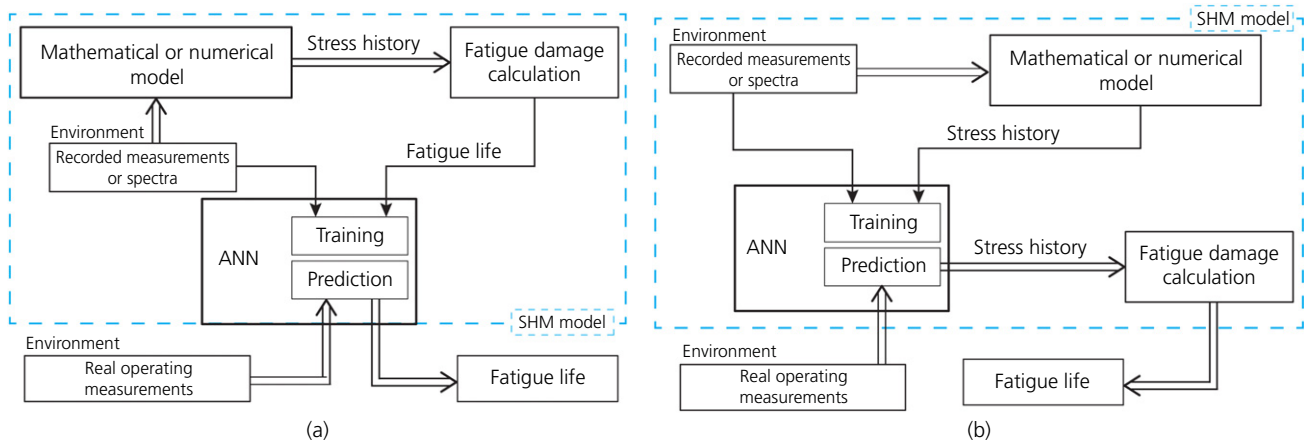 Mathematical or numerical
model
Stress history
Fatigue damage
calculation
Environment
Recorded measurements
or spectra
Fatigue life
ANN
Training
Prediction
SHM model
Environment
Real operating
measurements
Fatigue life
(a)
SHM model
Environment
Recorded measurements
or spectra
Mathematical or numerical
model
Stress history
ANN
Training
Prediction
Stress history
Fatigue damage
calculation
Environment
Real operating
measurements
Fatigue life
(b)